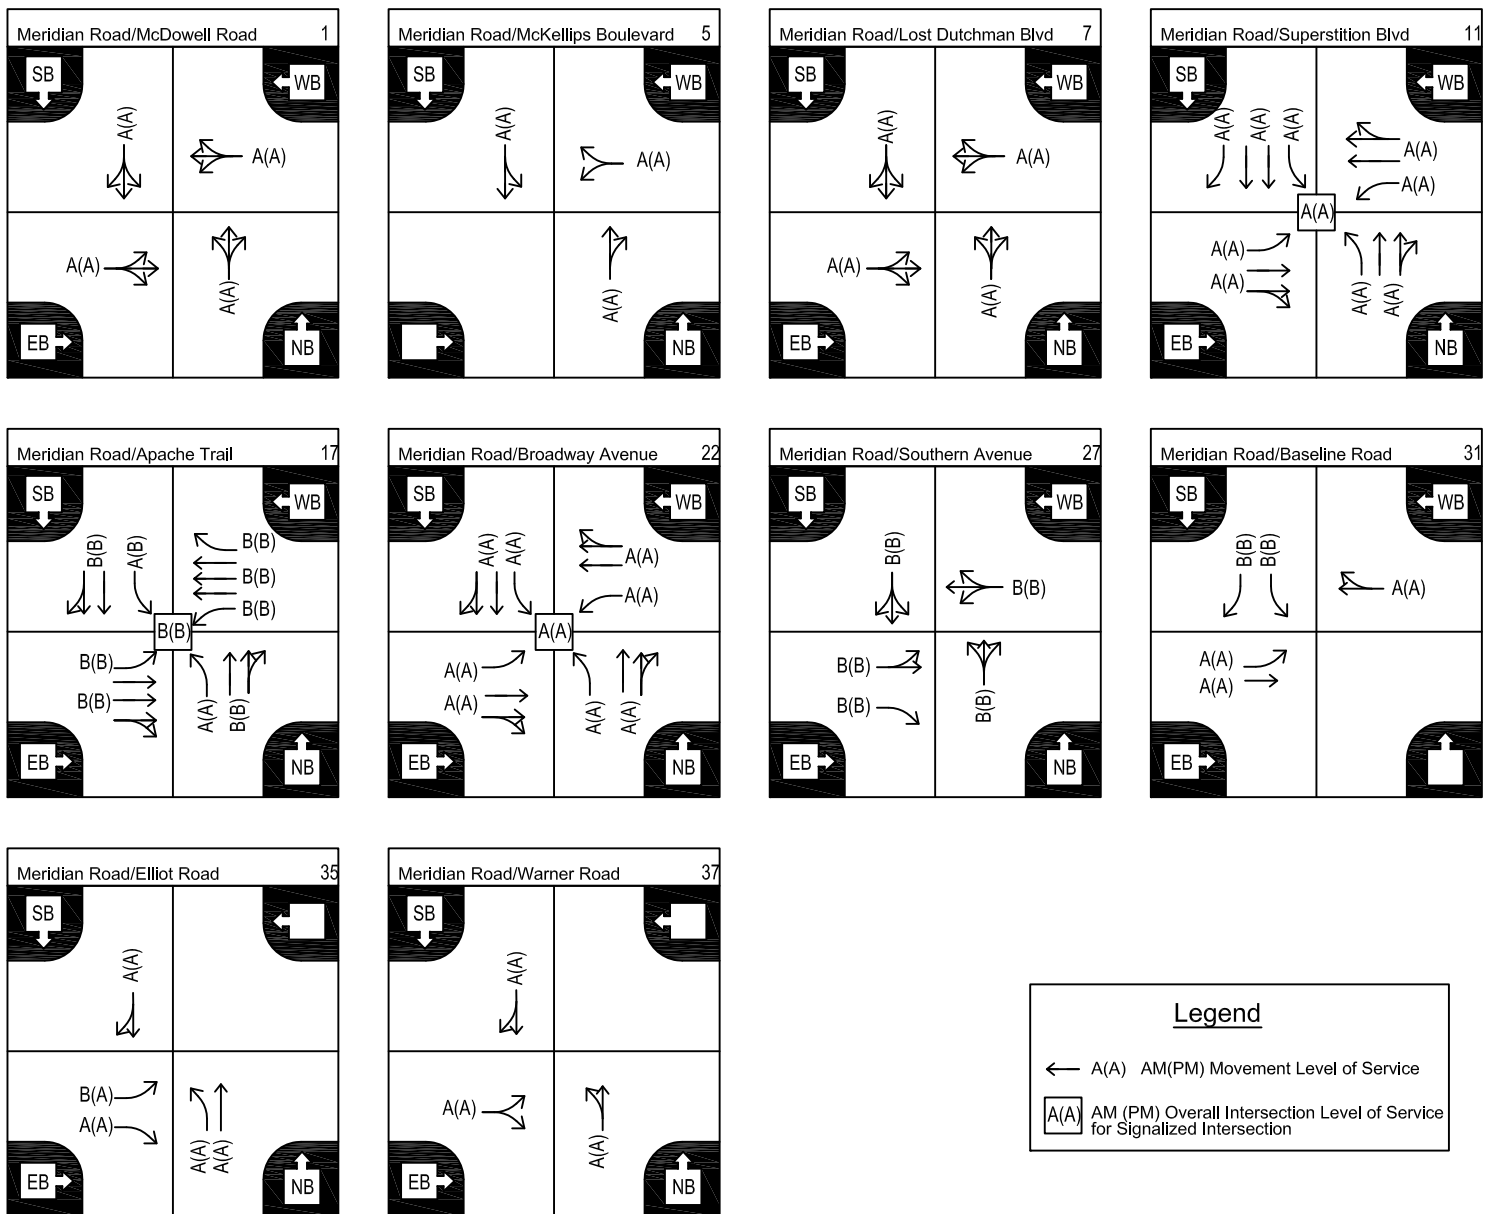 Meridian Road/McDowell Road 1
SB
WB
A(A)
A(A)
A(A)
A(A)
EB
NB
Meridian Road/McKellips Boulevard 5
SB
WB
A(A)
A(A)
A(A)
NB
Meridian Road/Lost Dutchman Blvd 7
SB
WB
A(A)
A(A)
A(A)
A(A)
EB
NB
Meridian Road/Superstition Blvd 11
SB
WB
A(A) A(A) A(A)
A(A)
A(A)
A(A)
A(A)
A(A)
A(A) A(A)
EB
NB
Meridian Road/Apache Trail 17
SB
WB
B(B) A(B)
B(B)
B(B)
B(B)
B(B)
B(B)
B(B)
A(A) B(B)
EB
NB
Meridian Road/Broadway Avenue 22
SB
WB
A(A) A(A)
A(A)
A(A)
A(A)
A(A)
A(A)
A(A) A(A)
EB
NB
Meridian Road/Southern Avenue 27
SB
WB
B(B)
B(B)
B(B)
B(B)
B(B)
EB
NB
Meridian Road/Baseline Road 31
SB
WB
B(B) B(B)
A(A)
A(A)
A(A)
EB
Meridian Road/Elliot Road 35
SB
A(A)
B(A)
A(A)
A(A) A(A)
EB
NB
Meridian Road/Warner Road 37
SB
A(A)
A(A)
A(A)
EB
NB
Legend
A(A) AM(PM) Movement Level of Service
A(A) AM (PM) Overall Intersection Level of Service
for Signalized Intersection